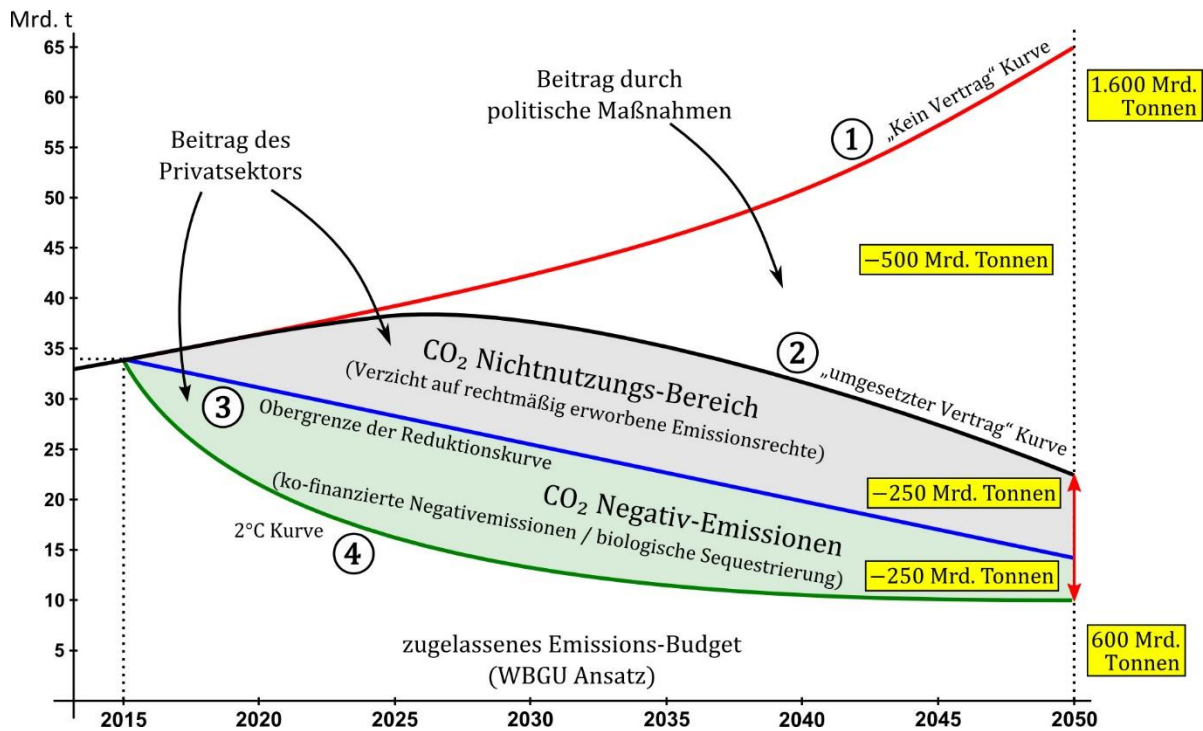 Mrd. t
65
60
55
50
45
40
34
30
25
20
15
10
5
2015
2020
2025
2030
2035
2040
2045
2050
Beitrag des
Privatsektors
Beitrag durch
politische Maßnahmen
1
„Kein Vertrag“ Kurve
1.600 Mrd.
Tonnen
−500 Mrd. Tonnen
2
„umgesetzter Vertrag“ Kurve
CO₂ Nichtnutzungs-Bereich
(Verzicht auf rechtmäßig erworbene Emissionsrechte)
3
Obergrenze der Reduktionskurve
−250 Mrd. Tonnen
CO₂ Negativ-Emissionen
(ko-finanzierte Negativemissionen / biologische Sequestrierung)
2°C Kurve
4
−250 Mrd. Tonnen
zugelassenes Emissions-Budget
(WBGU Ansatz)
600 Mrd.
Tonnen